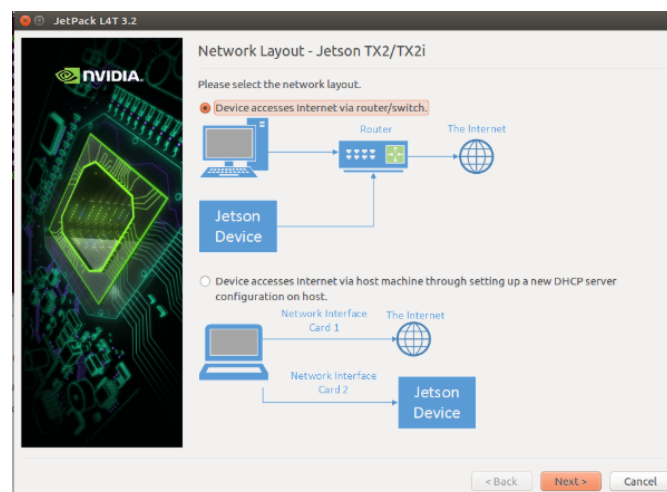 JetPack L4T 3.2
Network Layout - Jetson TX2/TX2i
NVIDIA.
Please select the network layout.
Device accesses Internet via router/switch.
Router
The Internet
Jetson
Device
Device accesses Internet via host machine through setting up a new DHCP server
configuration on host.
Network Interface
Card 1
The Internet
Network Interface
Card 2
Jetson
Device
< Back
Next >
Cancel